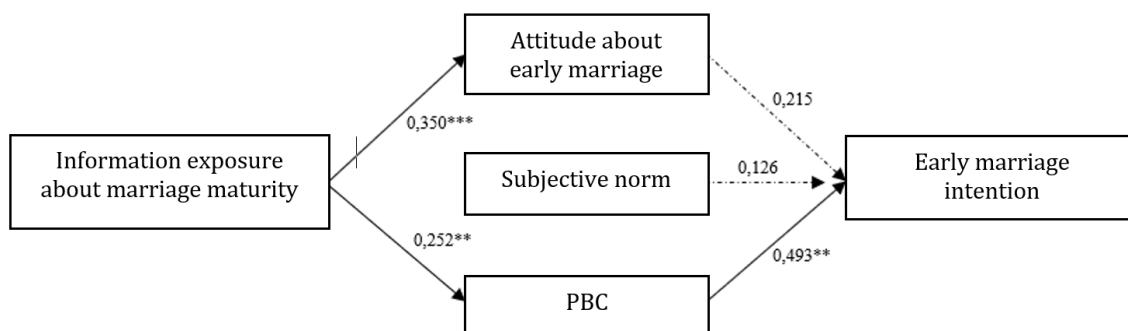 Attitude about
early marriage
0,350***
0,215
Information exposure
about marriage maturity
Subjective norm
0,126
Early marriage
intention
0,252**
0,493**
PBC